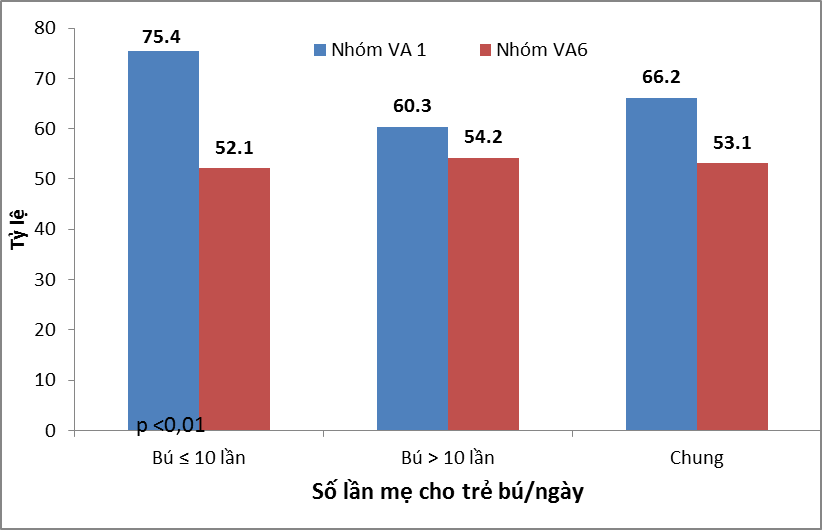 80
70
60
50
40
30
20
10
0
Tỷ lệ
Nhóm VA 1
Nhóm VA6
75.4
52.1
60.3
54.2
66.2
53.1
p <0,01
Bú ≤ 10 lần
Bú > 10 lần
Chung
Số lần mẹ cho trẻ bú/ngày